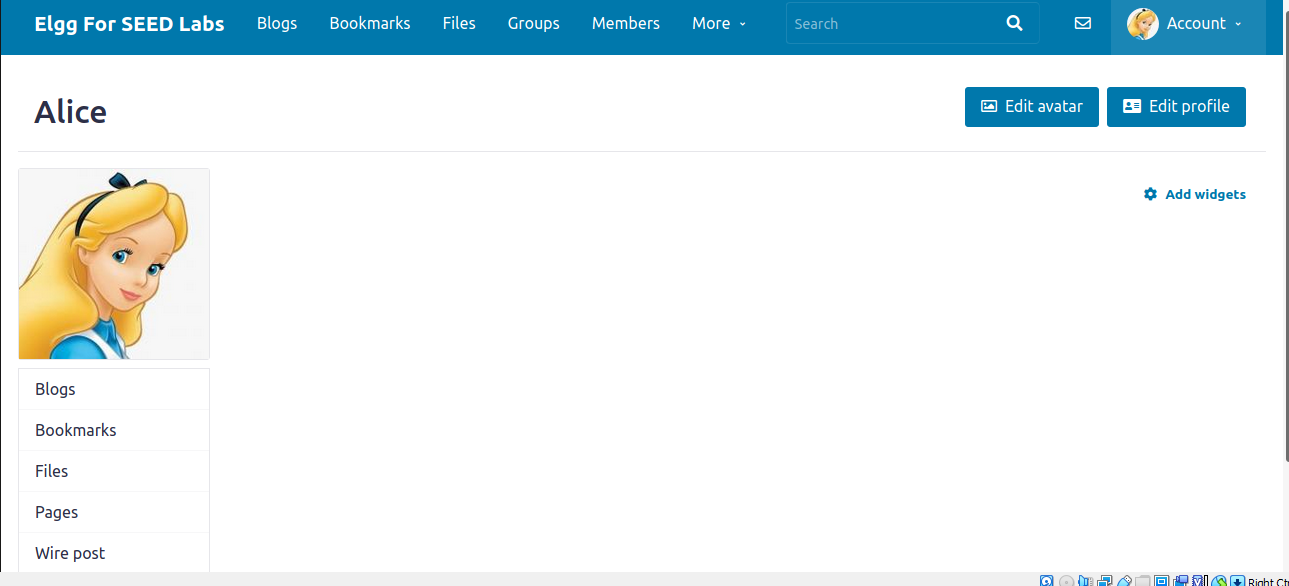 Elgg For SEED Labs Blogs Bookmarks Files Groups Members More Search Account
Alice Edit avatar Edit profile
Add widgets
Blogs
Bookmarks
Files
Pages
Wire post
Right Ct